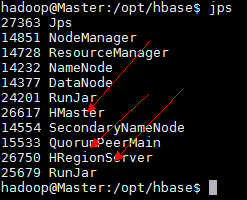 hadoop@Master:/opt/hbase$ jps
27363 Jps
14851 NodeManager
14728 ResourceManager
14232 NameNode
14377 DataNode
24201 RunJar
26617 HMaster
14554 SecondaryNameNode
15533 QuorumPeerMain
26750 HRegionServer
25679 RunJar
hadoop@Master:/opt/hbase$